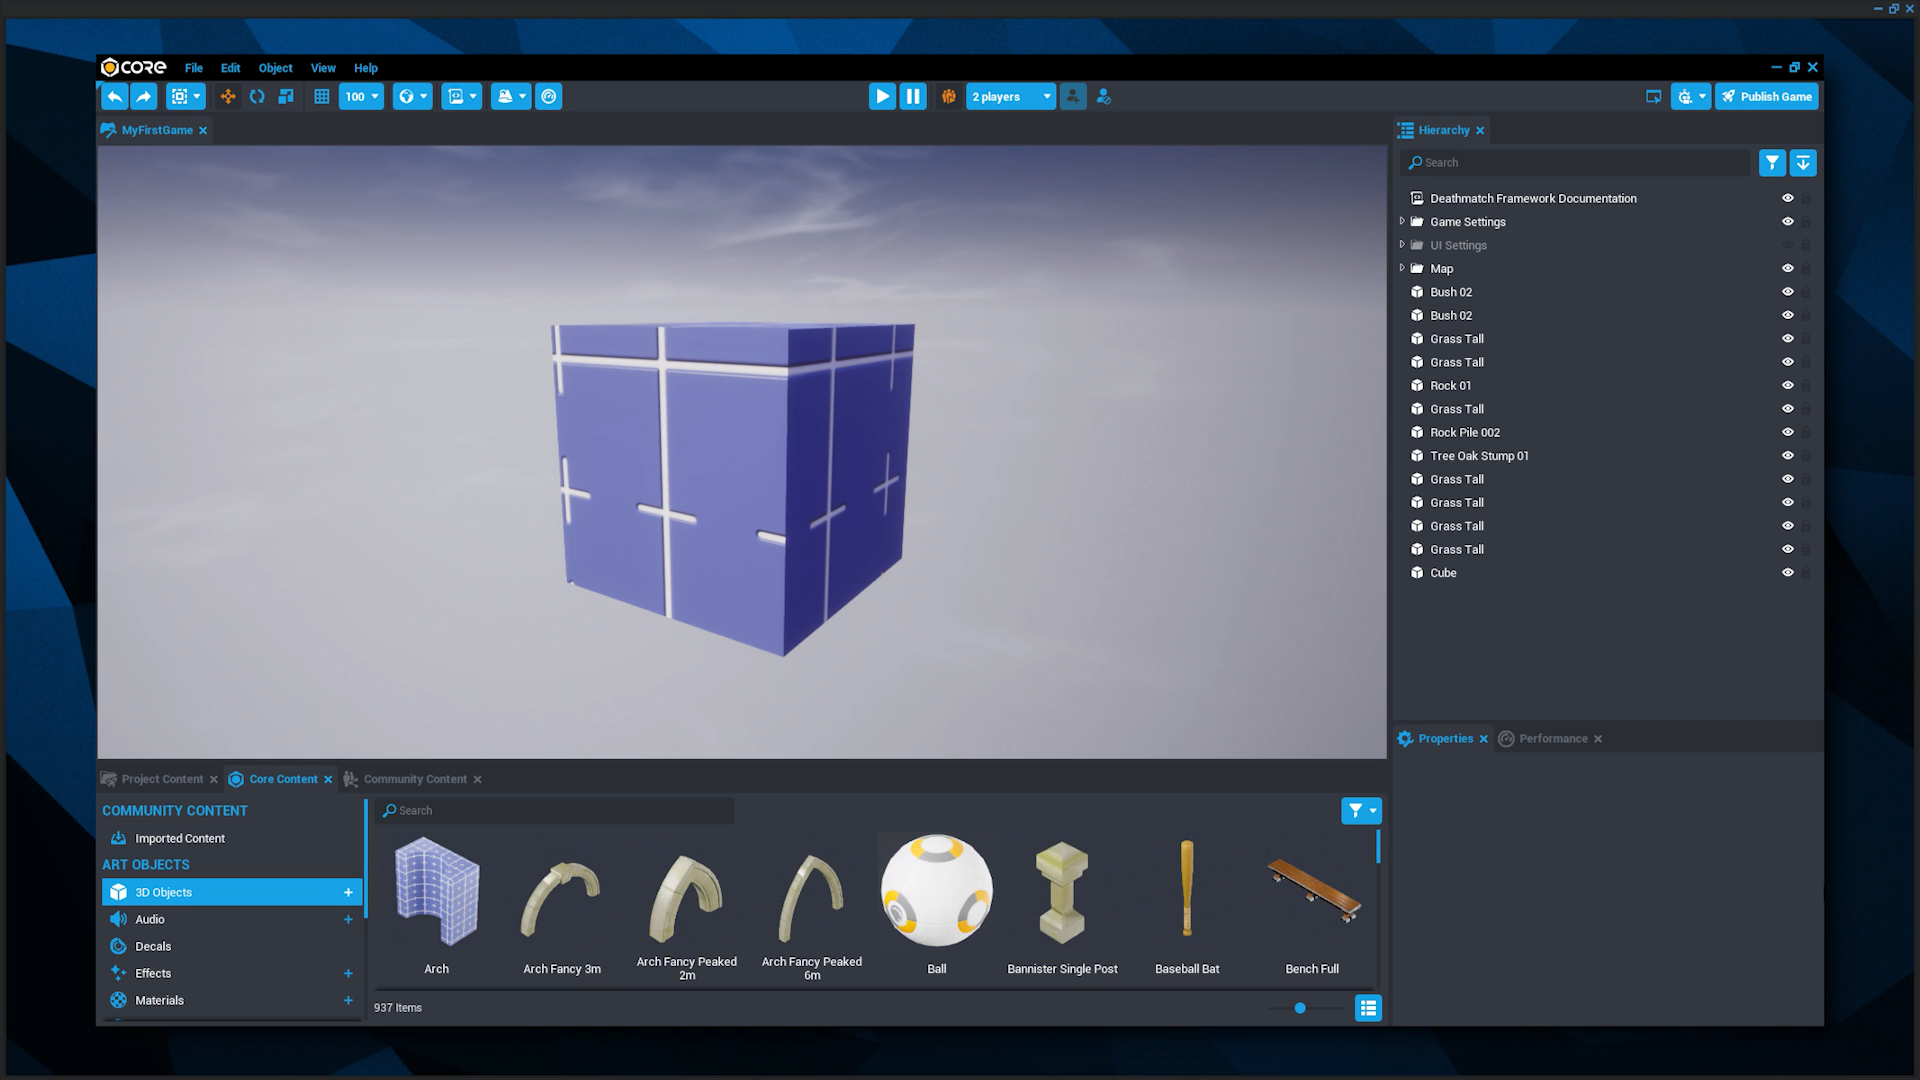 CORE File Edit Object View Help
100 2 players Publish Game
MyFirstGame
Hierarchy
Search
Deathmatch Framework Documentation
Game Settings
UI Settings
Map
Bush 02
Bush 02
Grass Tall
Grass Tall
Rock 01
Grass Tall
Rock Pile 002
Tree Oak Stump 01
Grass Tall
Grass Tall
Grass Tall
Grass Tall
Cube
Properties Performance
Project Content Core Content Community Content
COMMUNITY CONTENT
Imported Content
ART OBJECTS
3D Objects
Audio
Decals
Effects
Materials
Search
Arch
Arch Fancy 3m
Arch Fancy Peaked
2m
Arch Fancy Peaked
6m
Ball
Bannister Single Post
Baseball Bat
Bench Full
937 Items